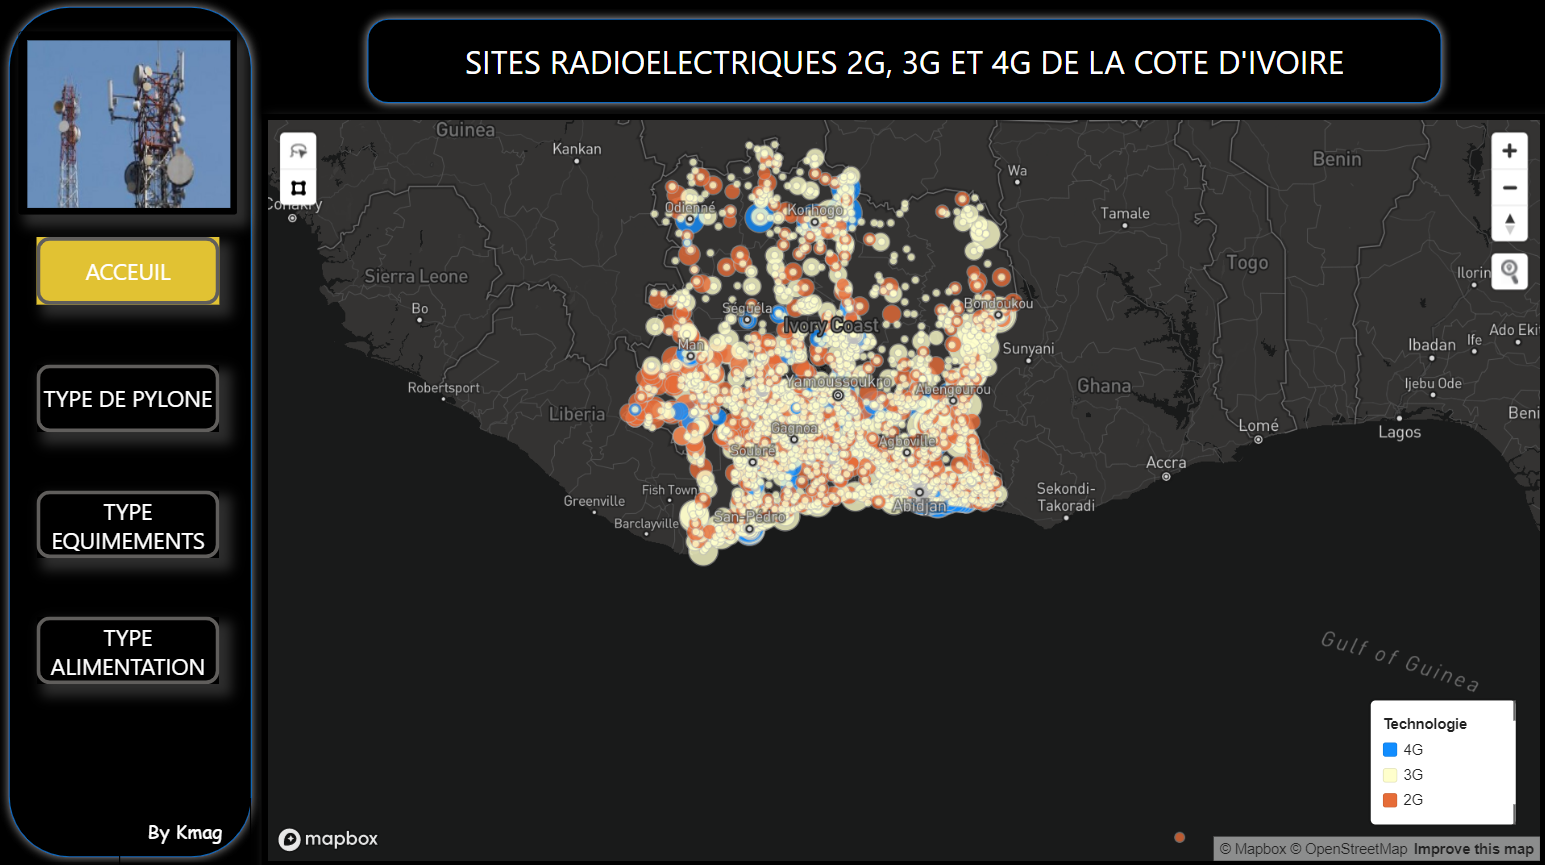 SITES RADIOELECTRIQUES 2G, 3G ET 4G DE LA COTE D'IVOIRE
ACCEUIL
TYPE DE PYLONE
TYPE
EQUIMEMENTS
TYPE
ALIMENTATION
By Kmag
Guinea
Kankan
Conakry
Sierra Leone
Bo
Robertsport
Liberia
Greenville
Barclayville
Fish Town
Odienné
Korhogo
Séguéla
Ivory Coast
Bondoukou
Man
Yamoussoukro
Abengourou
Gagnoa
Agboville
Soubré
San-Pédro
Abidjan
Wa
Tamale
Benin
Togo
Ilorin
Sunyani
Ghana
Ado Ekit
Ibadan
Ife
Ijebu Ode
Beni
Lomé
Lagos
Accra
Sekondi-
Takoradi
Gulf of Guinea
Technologie
4G
3G
2G
mapbox
© Mapbox © OpenStreetMap Improve this map